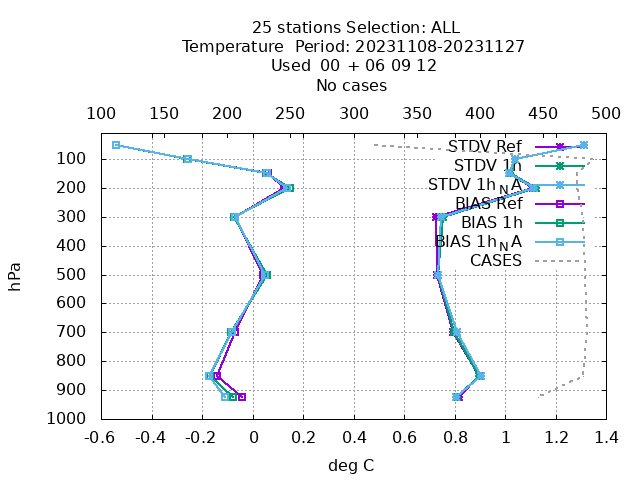 25 stations Selection: ALL
Temperature  Period: 20231108-20231127
Used  00 + 06 09 12
No cases
100 150 200 250 300 350 400 450 500
STDV Ref
STDV 1h
STDV 1h_NA
BIAS Ref
BIAS 1h
BIAS 1h_NA
CASES
100
200
300
400
500
600
700
800
900
1000
hPa
-0.6 -0.4 -0.2 0 0.2 0.4 0.6 0.8 1 1.2 1.4
deg C